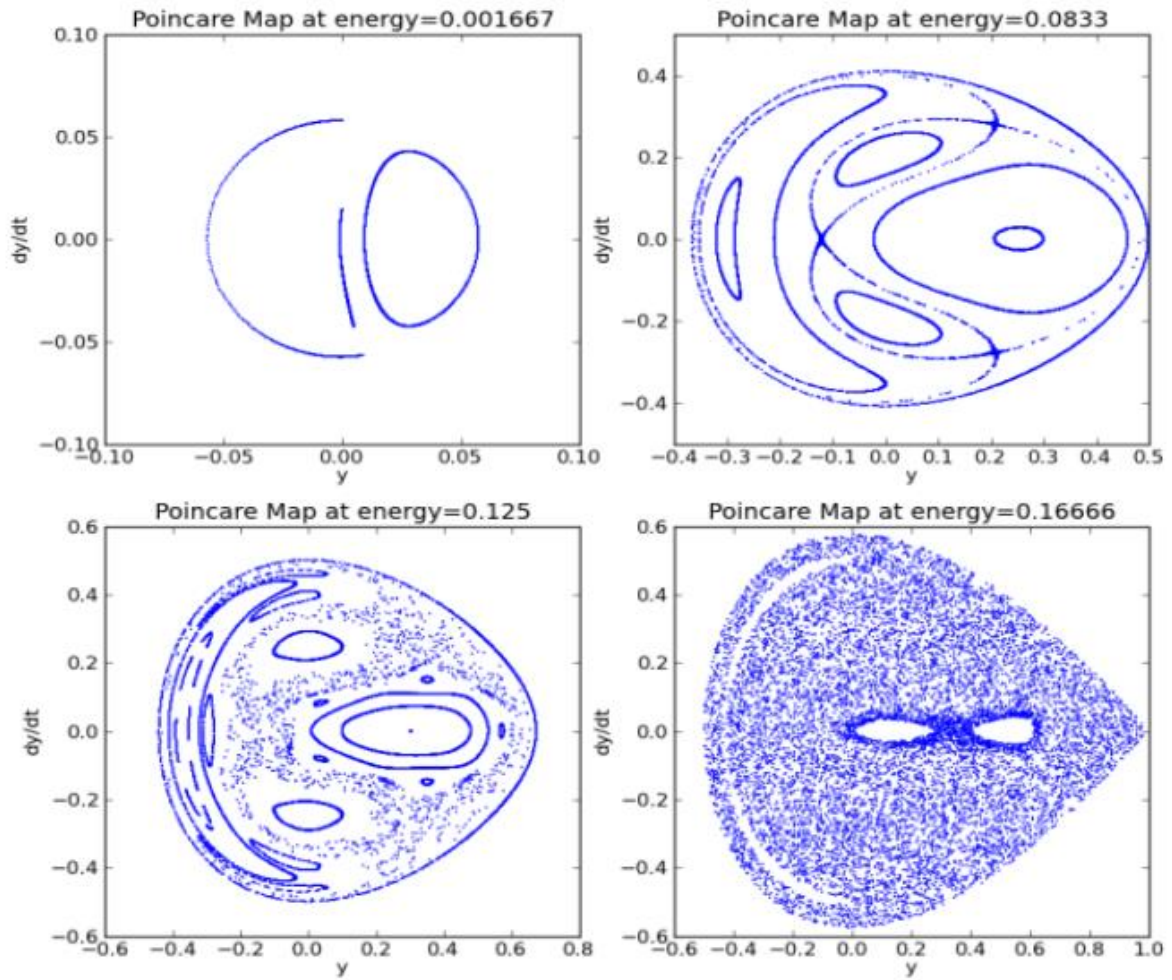 Poincare Map at energy=0.001667
0.10
0.05
0.00
−0.05
−0.10
dy/dt
−0.10 −0.05 0.00 0.05 0.10
y
Poincare Map at energy=0.0833
0.4
0.2
0.0
−0.2
−0.4
dy/dt
−0.4 −0.3 −0.2 −0.1 0.0 0.1 0.2 0.3 0.4 0.5
y
Poincare Map at energy=0.125
0.6
0.4
0.2
0.0
−0.2
−0.4
−0.6
dy/dt
−0.6 −0.4 −0.2 0.0 0.2 0.4 0.6 0.8
y
Poincare Map at energy=0.16666
0.6
0.4
0.2
0.0
−0.2
−0.4
−0.6
dy/dt
−0.6 −0.4 −0.2 0.0 0.2 0.4 0.6 0.8 1.0
y